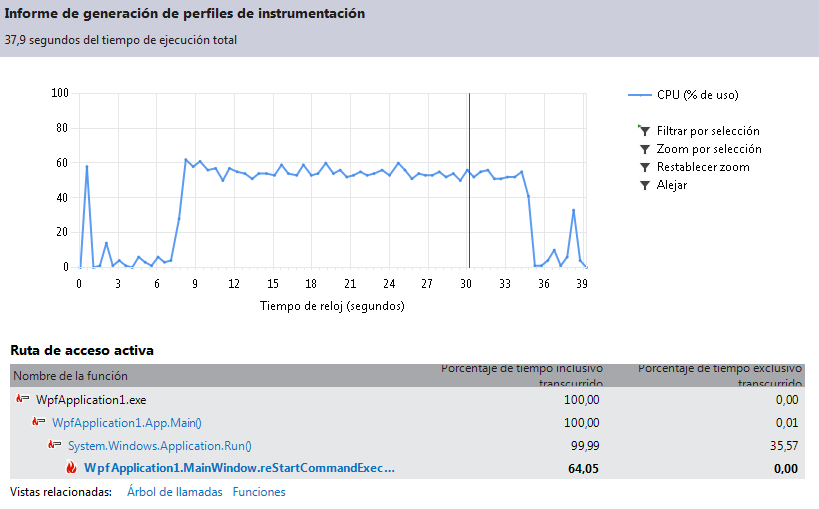 Informe de generación de perfiles de instrumentación
37,9 segundos del tiempo de ejecución total
100
80
60
40
20
0
0 3 6 9 12 15 18 21 24 27 30 33 36 39
Tiempo de reloj (segundos)
CPU (% de uso)
Filtrar por selección
Zoom por selección
Restablecer zoom
Alejar
Ruta de acceso activa
Nombre de la función Porcentaje de tiempo inclusivo transcurrido Porcentaje de tiempo exclusivo transcurrido
WpfApplication1.exe 100,00 0,00
WpfApplication1.App.Main() 100,00 0,01
System.Windows.Application.Run() 99,99 35,57
WpfApplication1.MainWindow.reStartCommandExec... 64,05 0,00
Vistas relacionadas: Árbol de llamadas Funciones